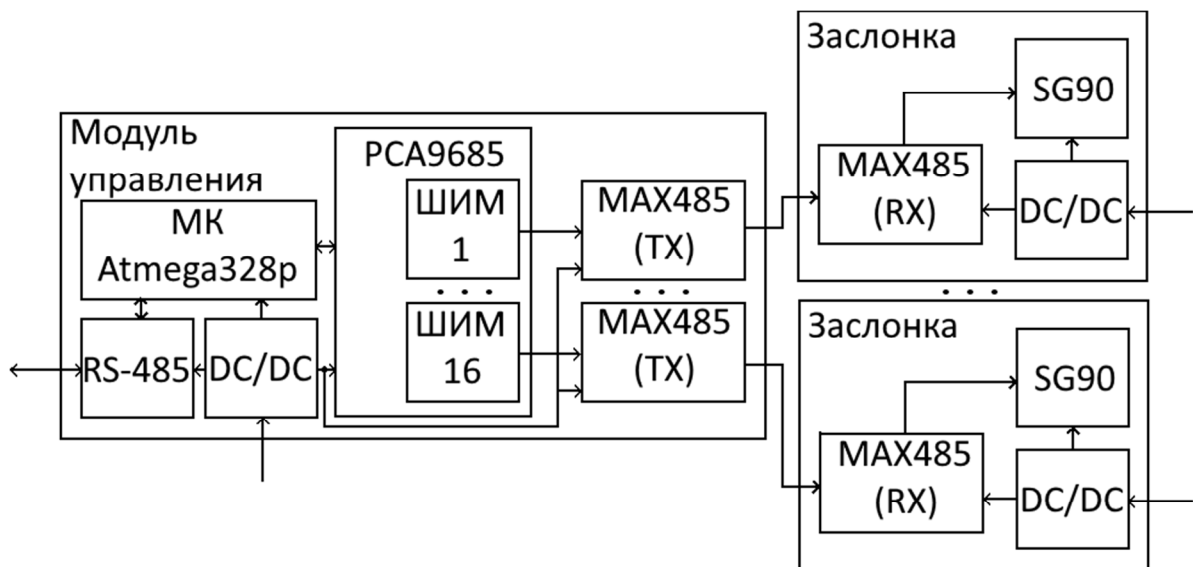 Модуль
управления
МК
Atmega328p
RS-485
DC/DC
PCA9685
ШИМ
1
. . .
ШИМ
16
MAX485
(TX)
. . .
MAX485
(TX)
Заслонка
SG90
MAX485
(RX)
DC/DC
. . .
Заслонка
SG90
MAX485
(RX)
DC/DC